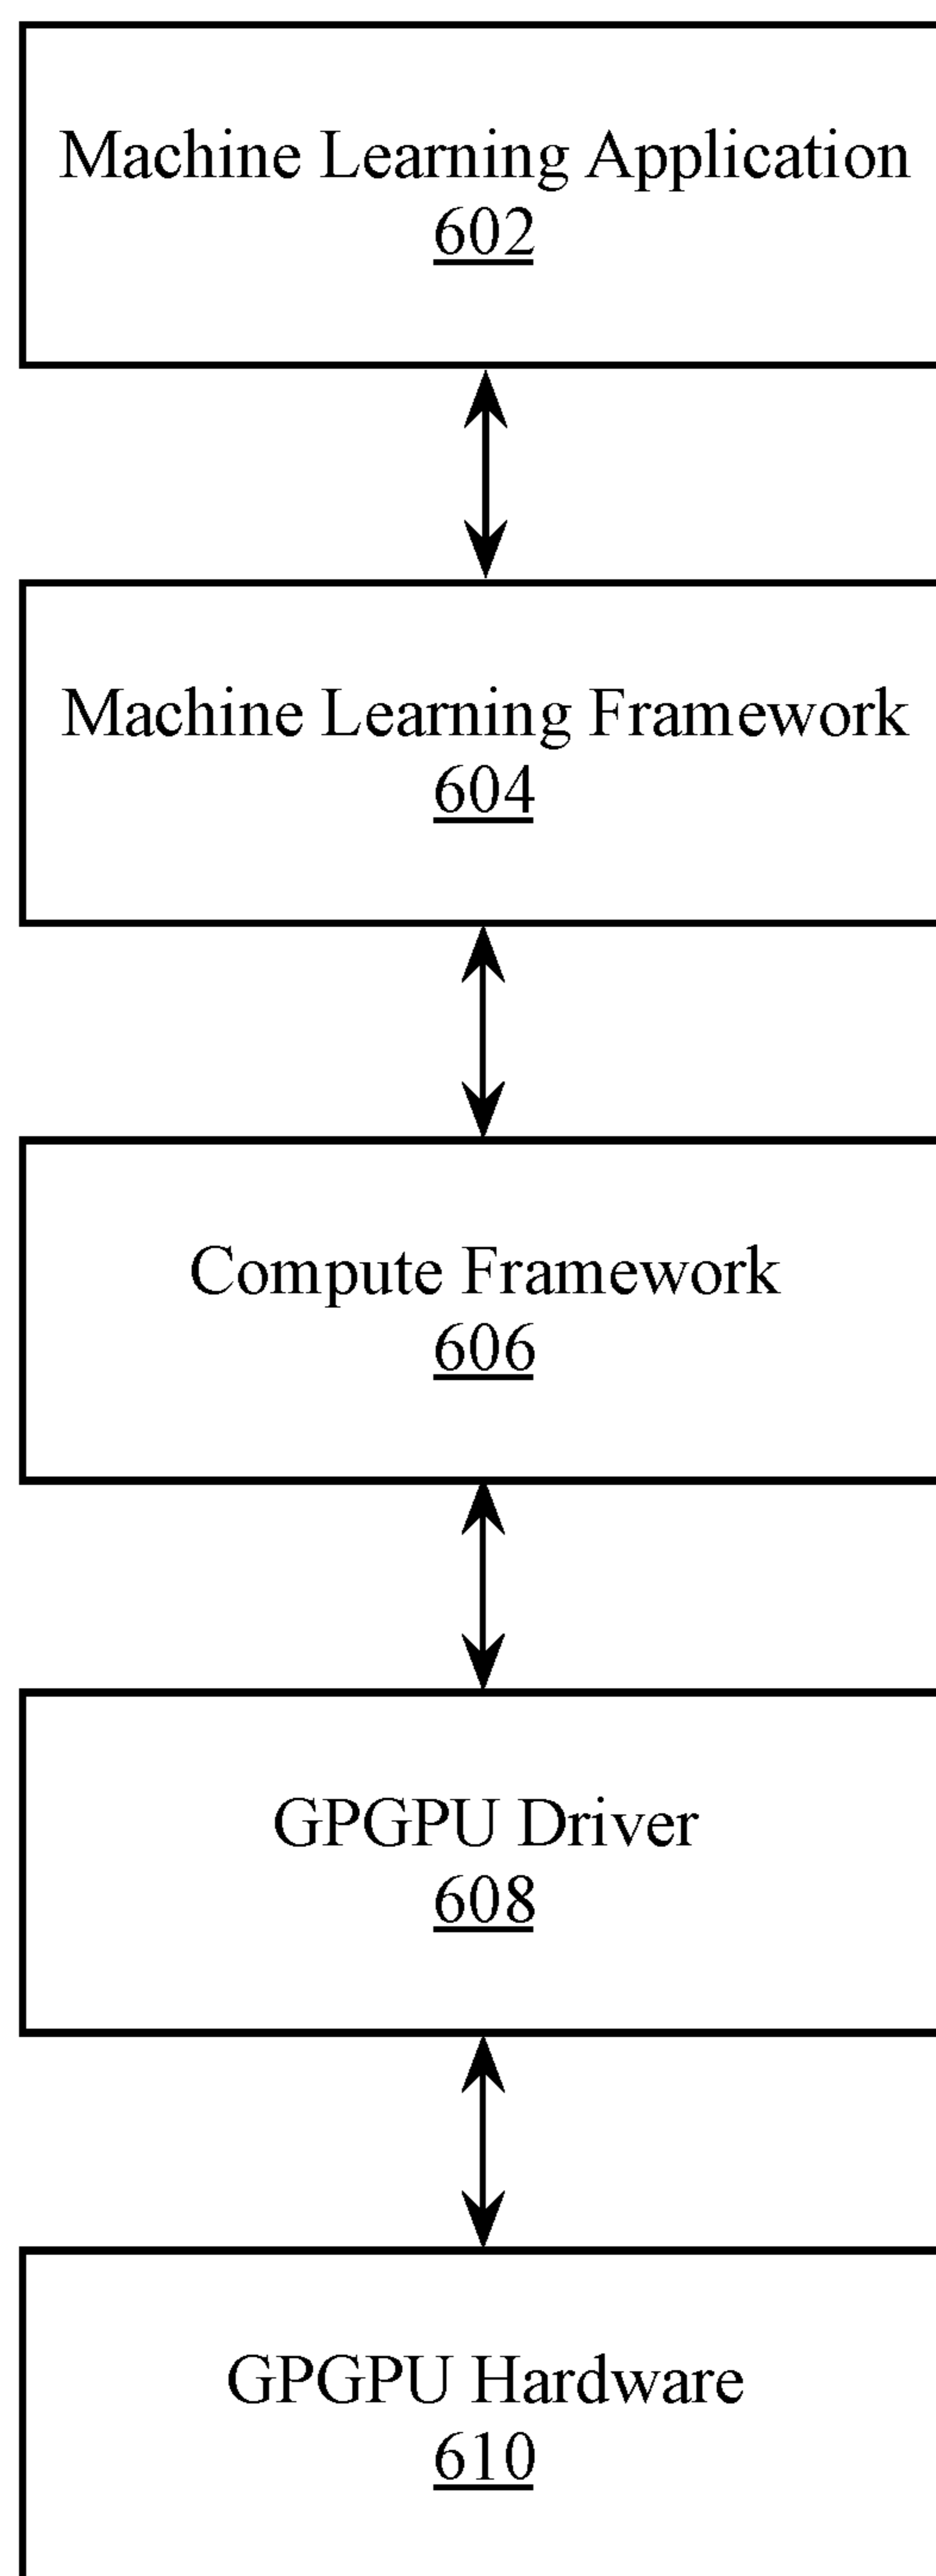 Machine Learning Application
602
Machine Learning Framework
604
Compute Framework
606
GPGPU Driver
608
GPGPU Hardware
610